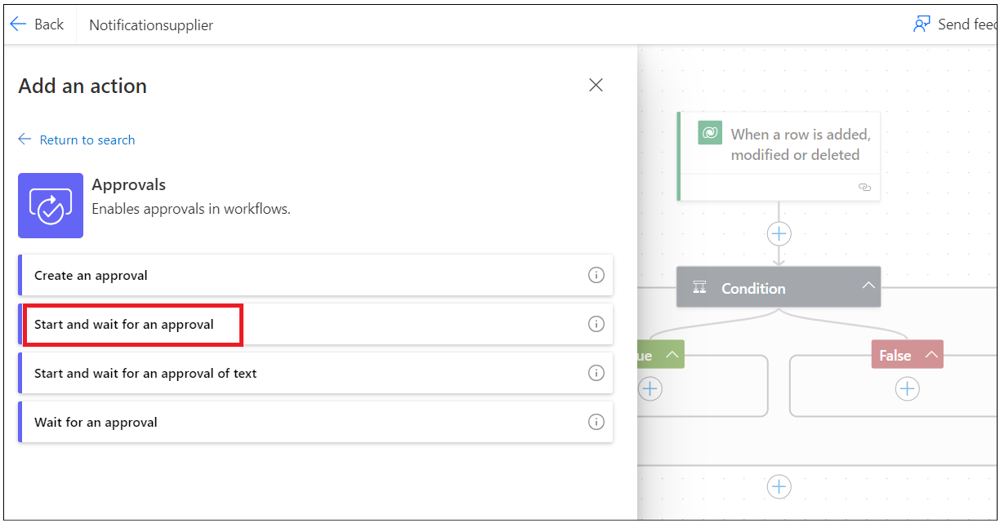 Back
Notificationsupplier
Send feed
Add an action
Return to search
Approvals
Enables approvals in workflows.
Create an approval
Start and wait for an approval
Start and wait for an approval of text
Wait for an approval
When a row is added,
modified or deleted
Condition
ue
False